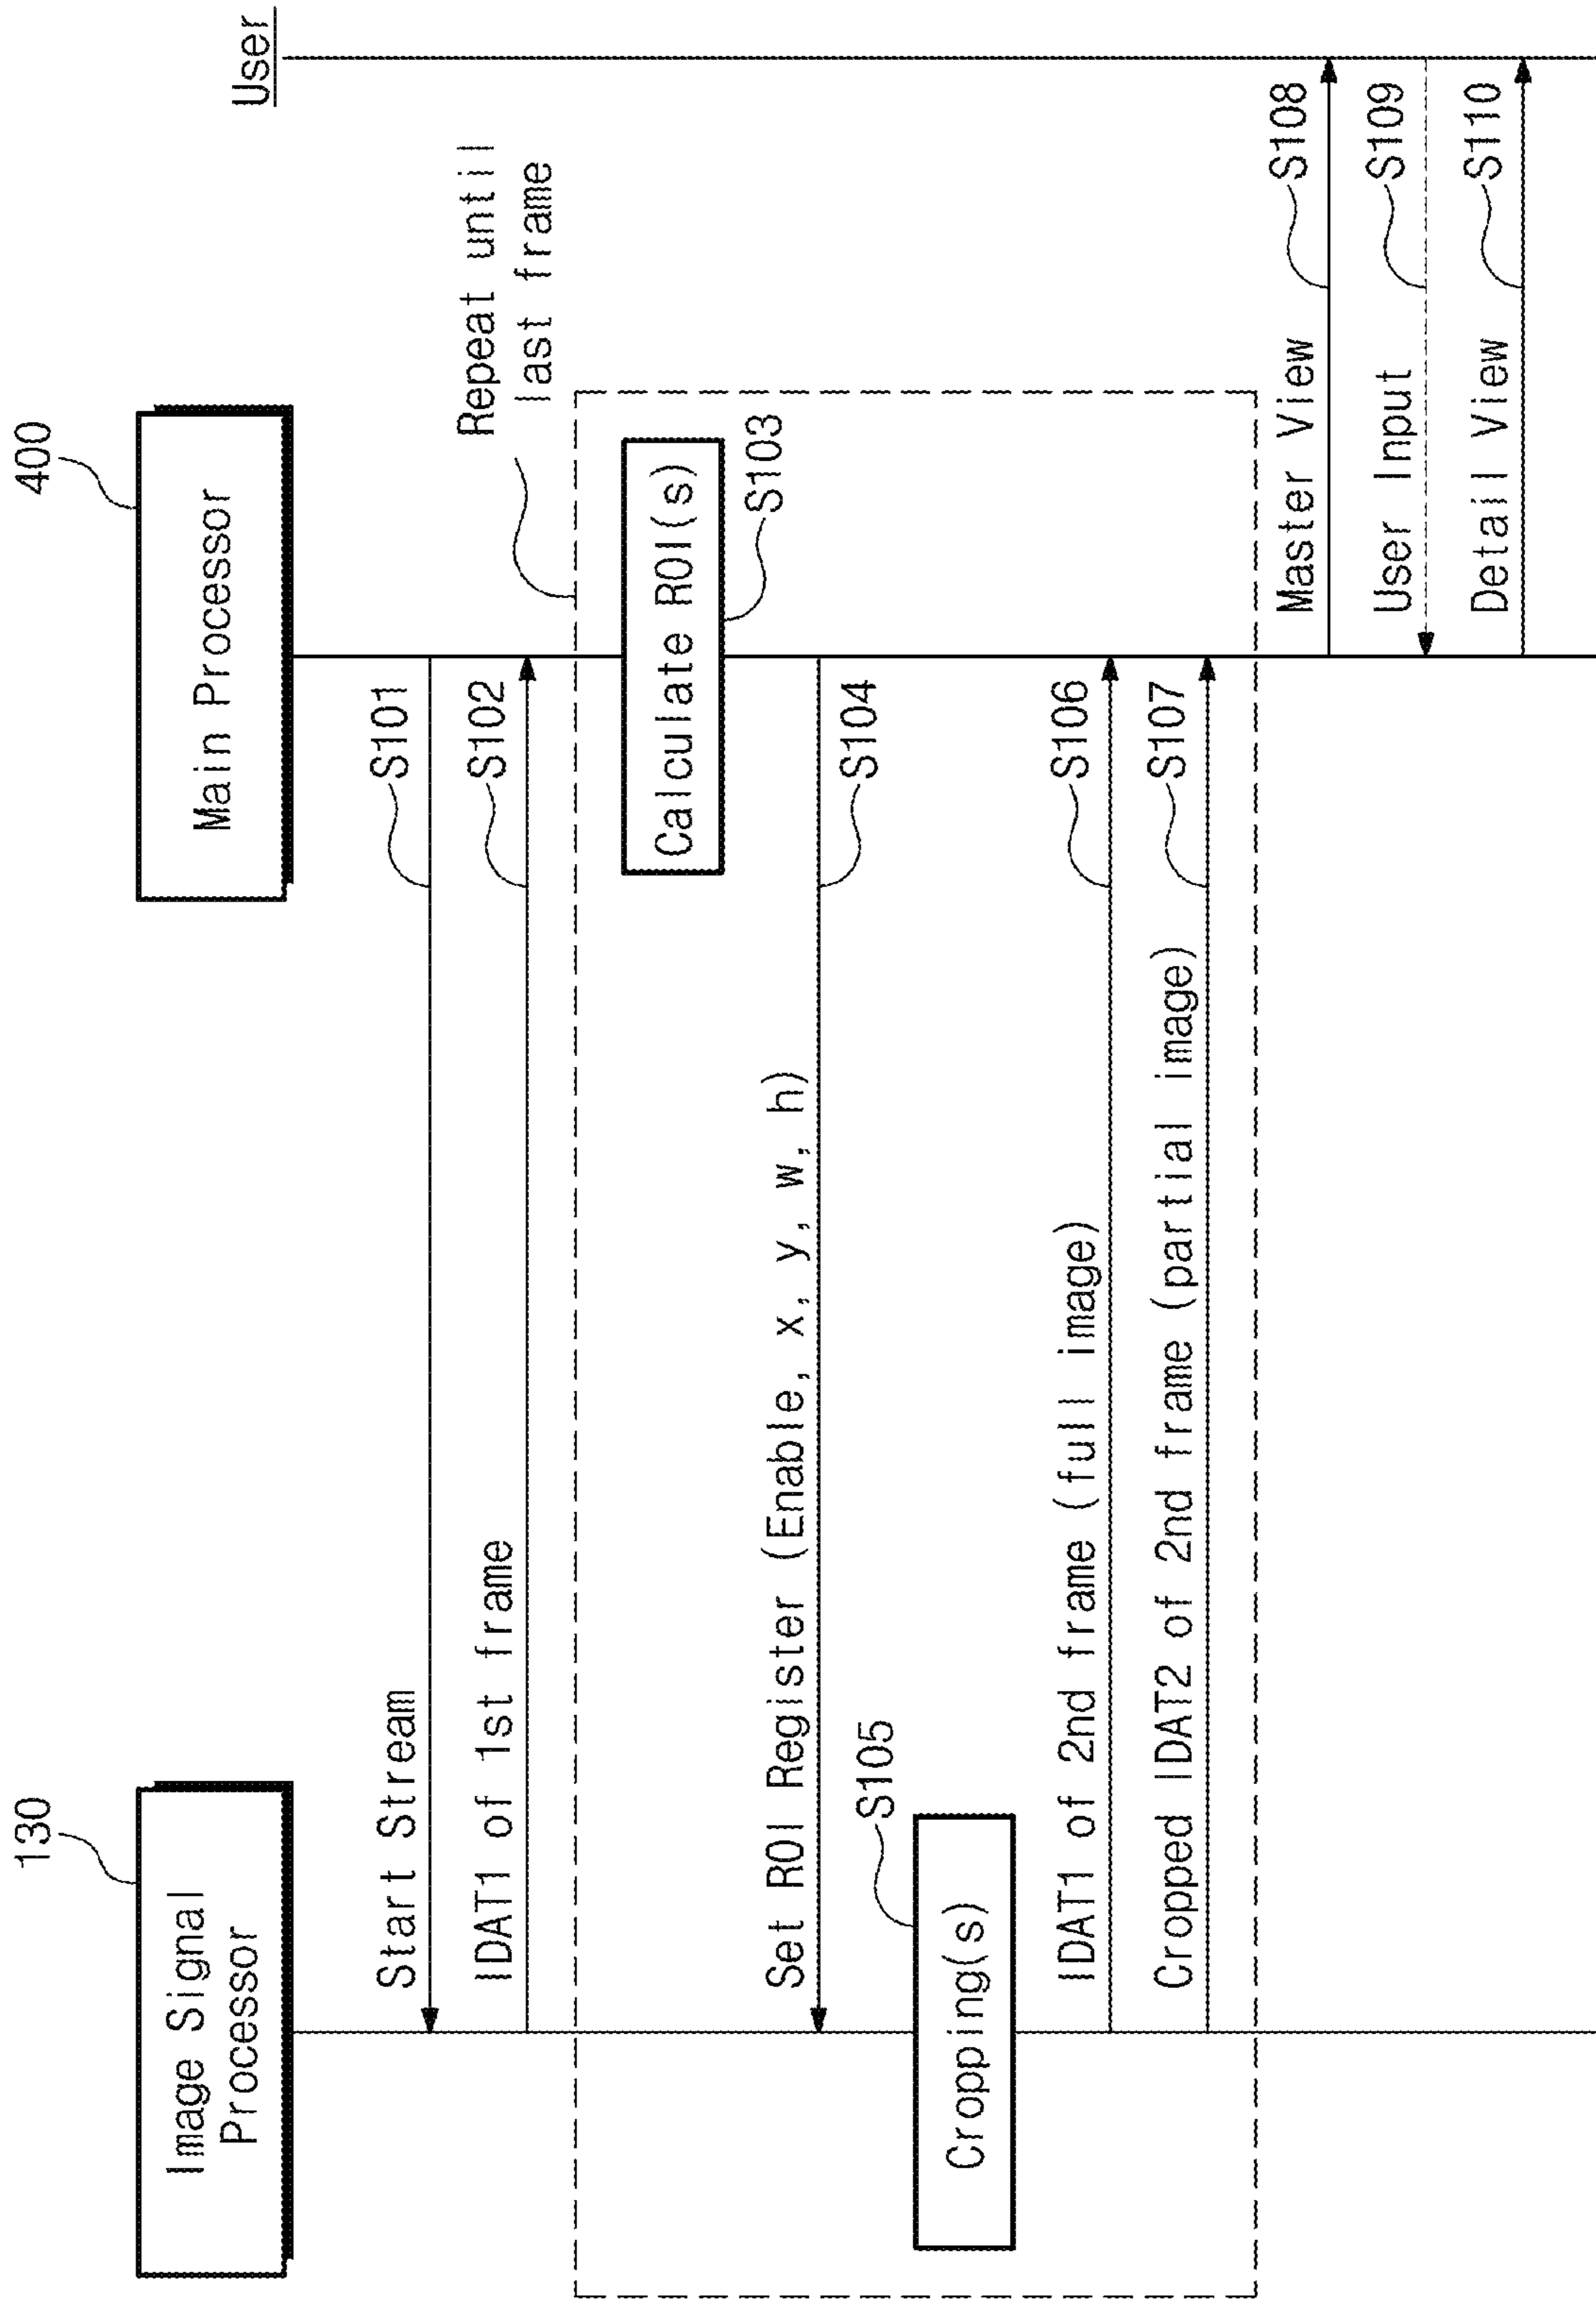 130
Image Signal
Processor
400
Main Processor
User
Start Stream
S101
IDAT1 of 1st frame
S102
Repeat until
last frame
Calculate ROI(s)
S103
Set ROI Register (Enable, x, y, w, h)
S104
S105
Cropping(s)
IDAT1 of 2nd frame (full image)
S106
Cropped IDAT2 of 2nd frame (partial image)
S107
Master View
S108
User Input
S109
Detail View
S110